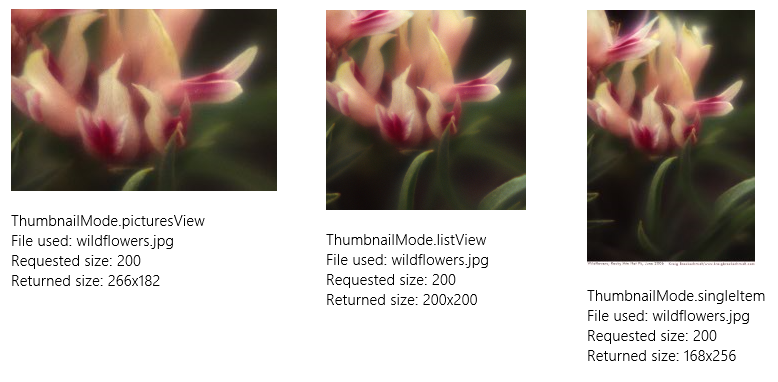 ThumbnailMode.picturesView
File used: wildflowers.jpg
Requested size: 200
Returned size: 266x182
ThumbnailMode.listView
File used: wildflowers.jpg
Requested size: 200
Returned size: 200x200
ThumbnailMode.singleItem
File used: wildflowers.jpg
Requested size: 200
Returned size: 168x256